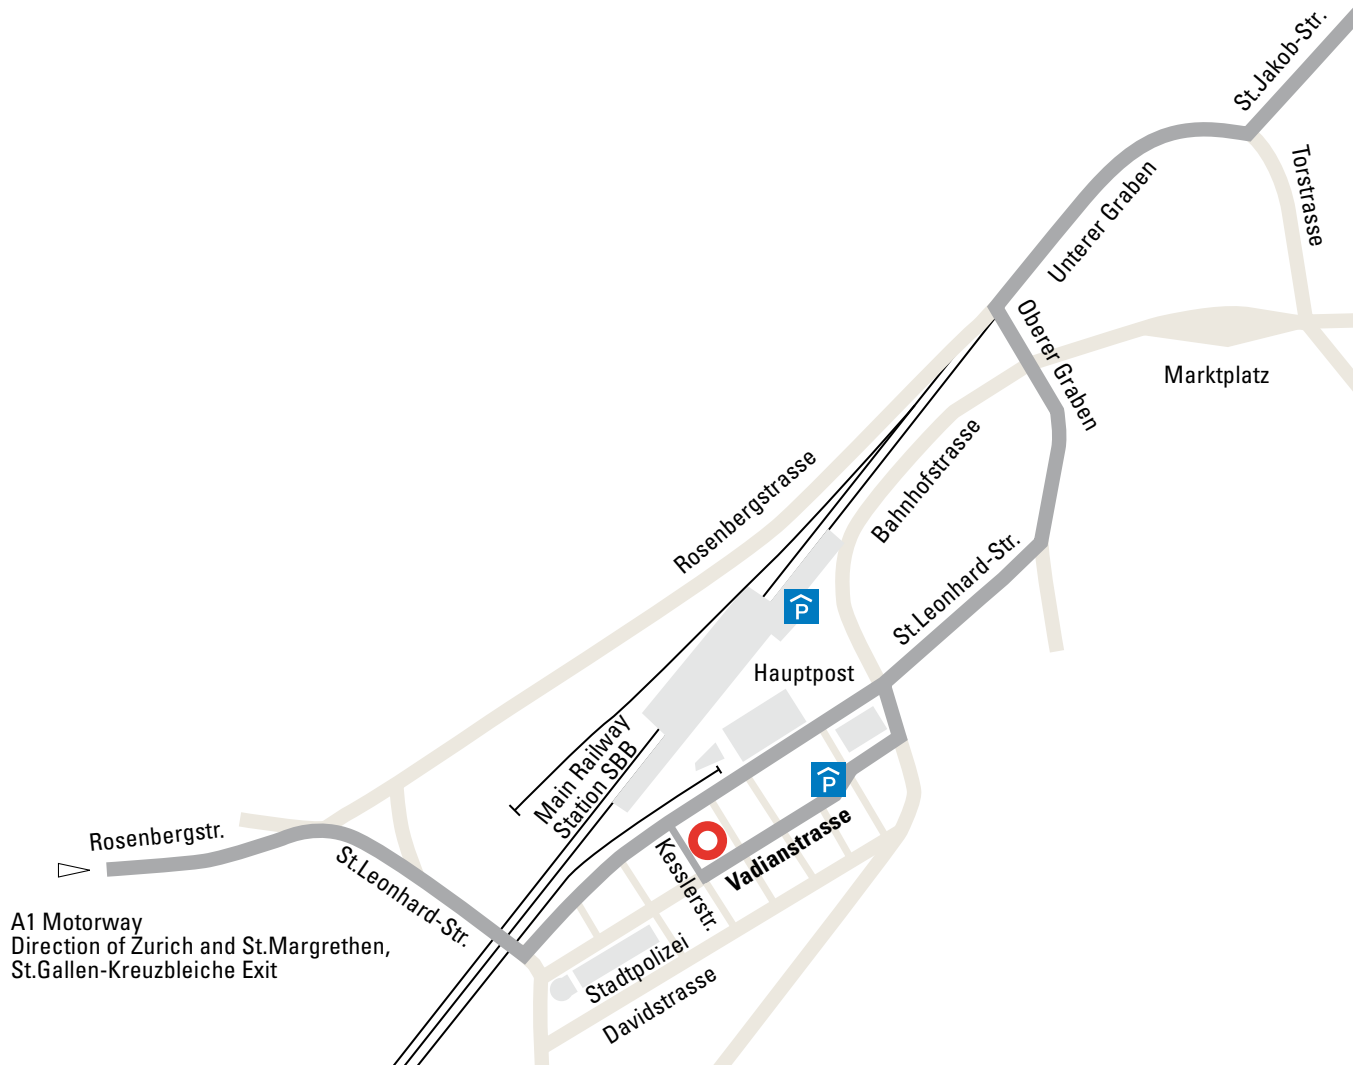 St.Jakob-Str.
Torstrasse
Unterer Graben
Oberer Graben
Marktplatz
Bahnhofstrasse
Rosenbergstrasse
St.Leonhard-Str.
P
Hauptpost
Main Railway
Station SBB
P
Rosenbergstr.
St.Leonhard-Str.
Kesslerstr.
Vadianstrasse
A1 Motorway
Direction of Zurich and St.Margrethen,
St.Gallen-Kreuzbleiche Exit
Stadtpolizei
Davidstrasse